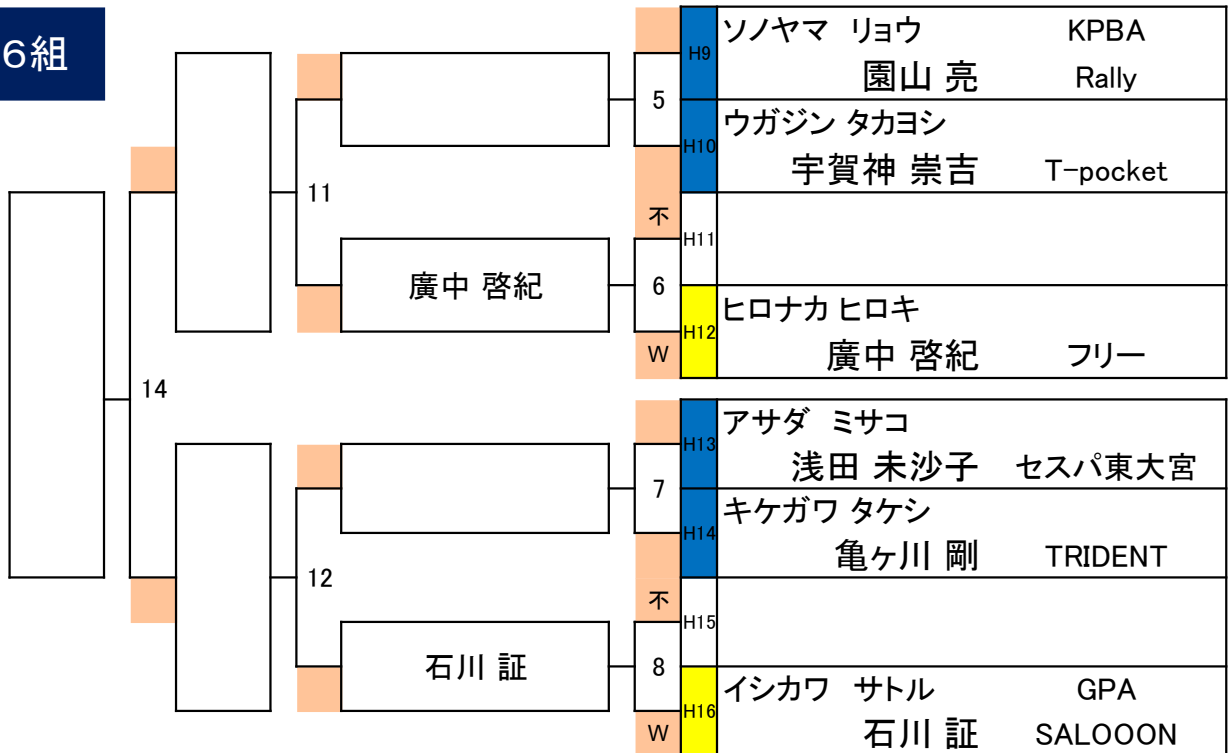 6組
H9
ソノヤマ リョウ KPBA
園山 亮 Rally
5
H10
ウガジン タカヨシ
宇賀神 崇吉 T-pocket
11
不
H11
廣中 啓紀
6
H12
ヒロナカ ヒロキ
W
廣中 啓紀 フリー
14
H13
アサダ ミサコ
浅田 未沙子 セスパ東大宮
7
H14
キケガワ タケシ
亀ヶ川 剛 TRIDENT
12
不
H15
石川 証
8
H16
イシカワ サトル GPA
W
石川 証 SALOOON